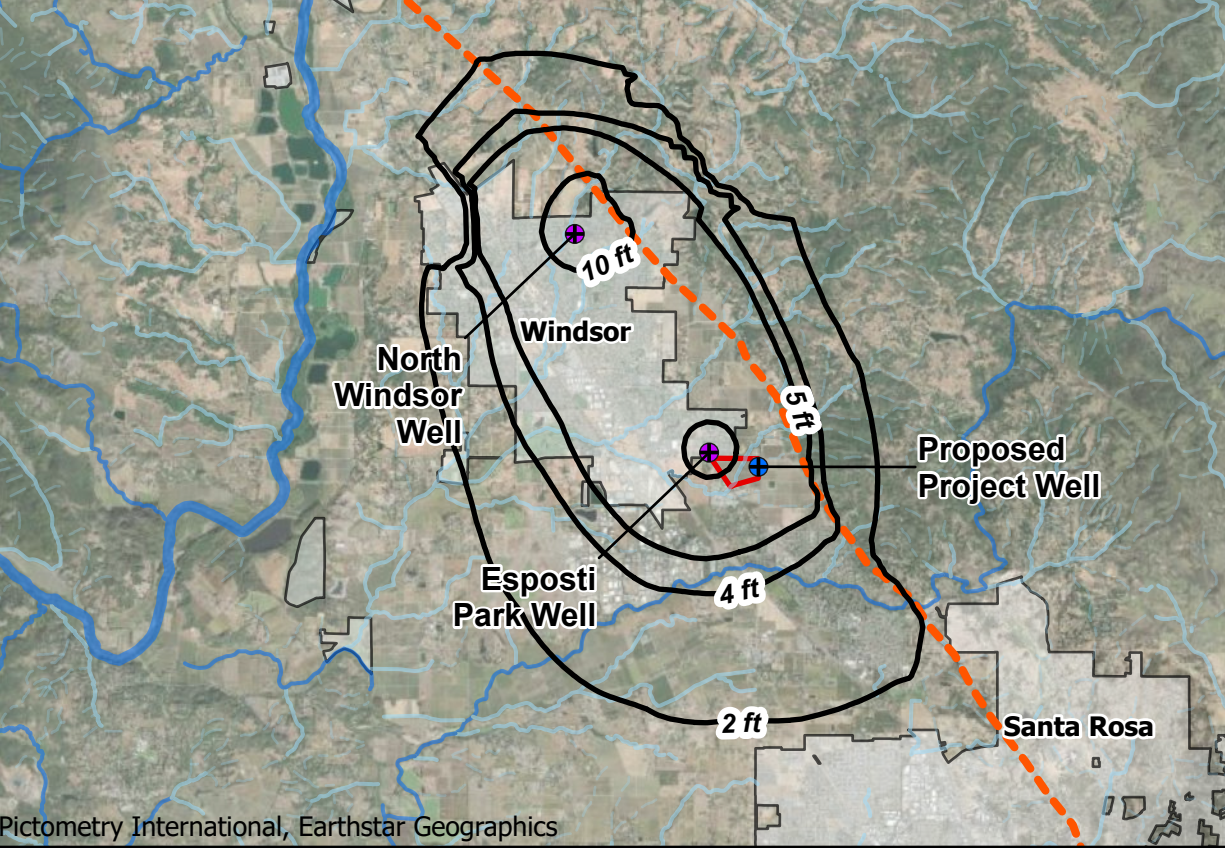 10 ft
Windsor
North
Windsor
Well
5 ft
Proposed
Project Well
Esposti
Park Well
4 ft
2 ft
Santa Rosa
Pictometry International, Earthstar Geographics